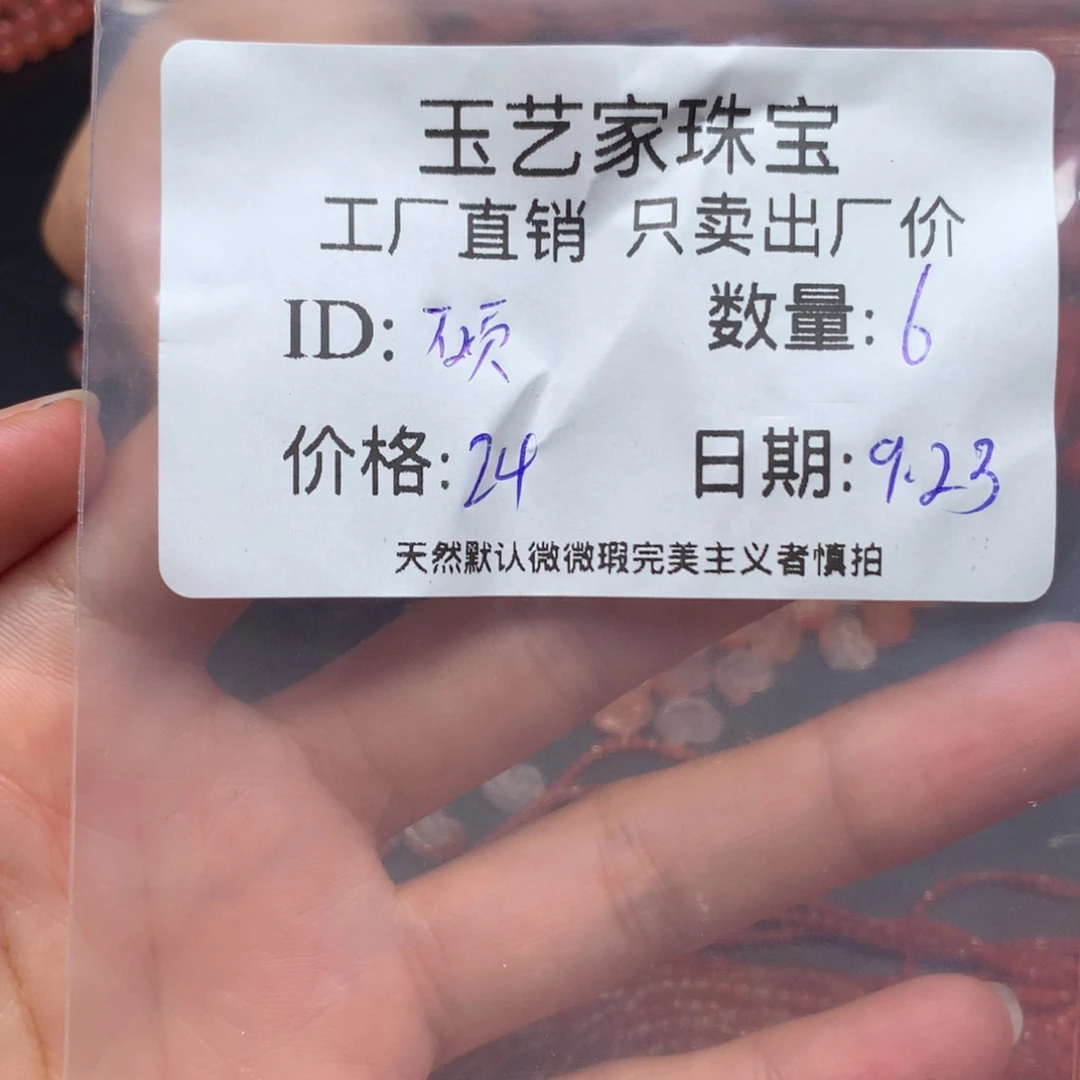 玉艺家珠宝
工厂直销 只卖出厂价
ID: 硕 数量: 6
价格: 24 日期: 9.23
天然默认微微瑕完美主义者慎拍